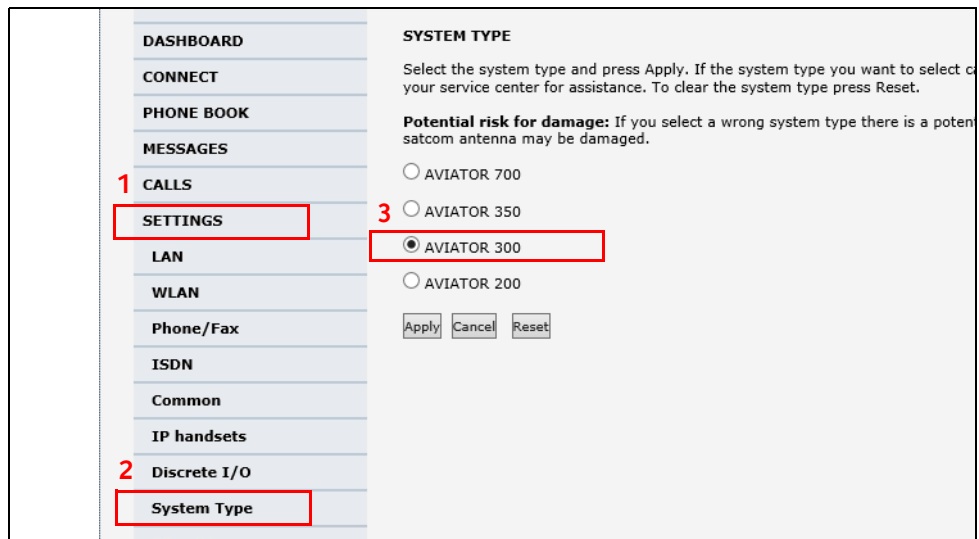 DASHBOARD
CONNECT
PHONE BOOK
MESSAGES
1 CALLS
SETTINGS
LAN
WLAN
Phone/Fax
ISDN
Common
IP handsets
2 Discrete I/O
System Type
SYSTEM TYPE
Select the system type and press Apply. If the system type you want to select
your service center for assistance. To clear the system type press Reset.
Potential risk for damage: If you select a wrong system type there is a
satcom antenna may be damaged.
AVIATOR 700
3 AVIATOR 350
AVIATOR 300
AVIATOR 200
Apply Cancel Reset